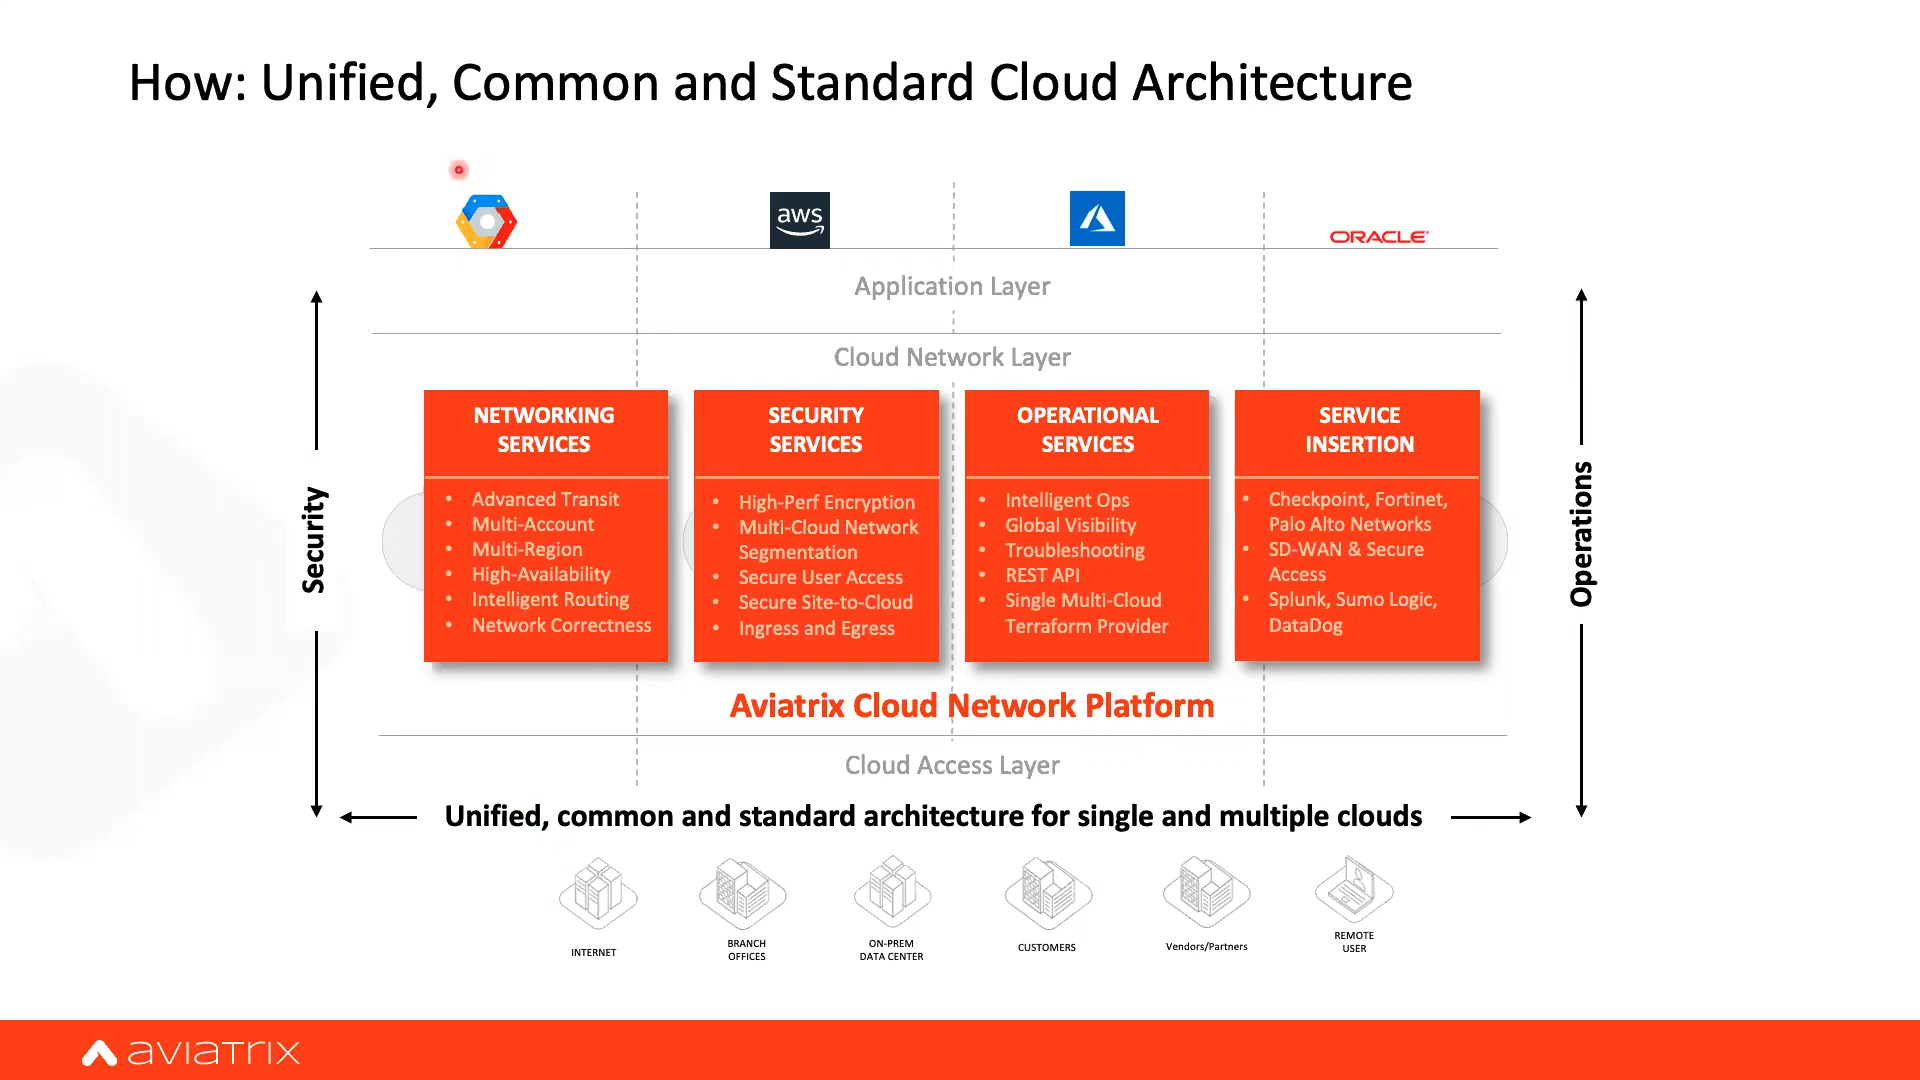 How: Unified, Common and Standard Cloud Architecture
aws
ORACLE
Application Layer
Cloud Network Layer
NETWORKING
SERVICES
• Advanced Transit
• Multi-Account
• Multi-Region
• High-Availability
• Intelligent Routing
• Network Correctness
SECURITY
SERVICES
• High-Perf Encryption
• Multi-Cloud Network
Segmentation
• Secure User Access
• Secure Site-to-Cloud
• Ingress and Egress
OPERATIONAL
SERVICES
• Intelligent Ops
• Global Visibility
• Troubleshooting
• REST API
• Single Multi-Cloud
Terraform Provider
SERVICE
INSERTION
• Checkpoint, Fortinet,
Palo Alto Networks
• SD-WAN & Secure
Access
• Splunk, Sumo Logic,
DataDog
Security
Operations
Aviatrix Cloud Network Platform
Cloud Access Layer
Unified, common and standard architecture for single and multiple clouds
INTERNET
BRANCH
OFFICES
ON-PREM
DATA CENTER
CUSTOMERS
Vendors/Partners
REMOTE
USER
aviatrix